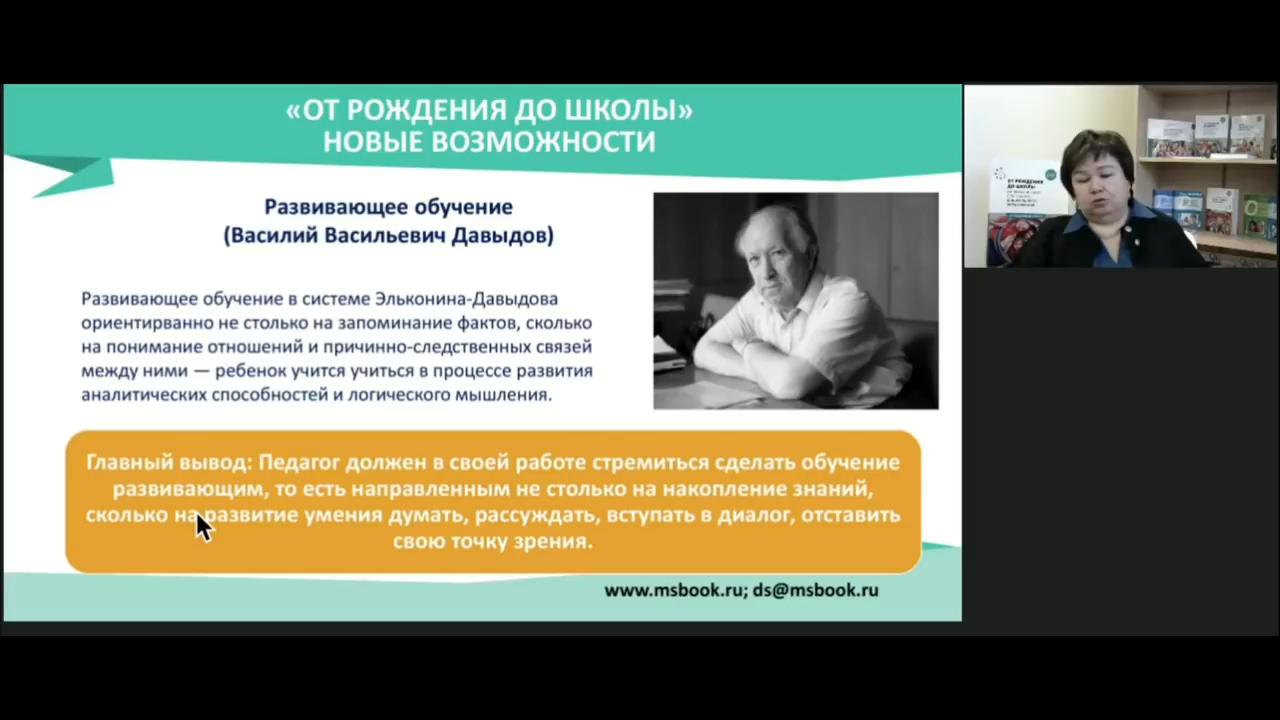 «ОТ РОЖДЕНИЯ ДО ШКОЛЫ»
НОВЫЕ ВОЗМОЖНОСТИ
Развивающее обучение
(Василий Васильевич Давыдов)
Развивающее обучение в системе Эльконина-Давыдова
ориентирванно не столько на запоминание фактов, сколько
на понимание отношений и причинно-следственных связей
между ними — ребенок учится учиться в процессе развития
аналитических способностей и логического мышления.
Главный вывод: Педагог должен в своей работе стремиться сделать обучение
развивающим, то есть направленным не столько на накопление знаний,
сколько на развитие умения думать, рассуждать, вступать в диалог, отставить
свою точку зрения.
www.msbook.ru; ds@msbook.ru
ОТ РОЖДЕНИЯ
ДО ШКОЛЫ